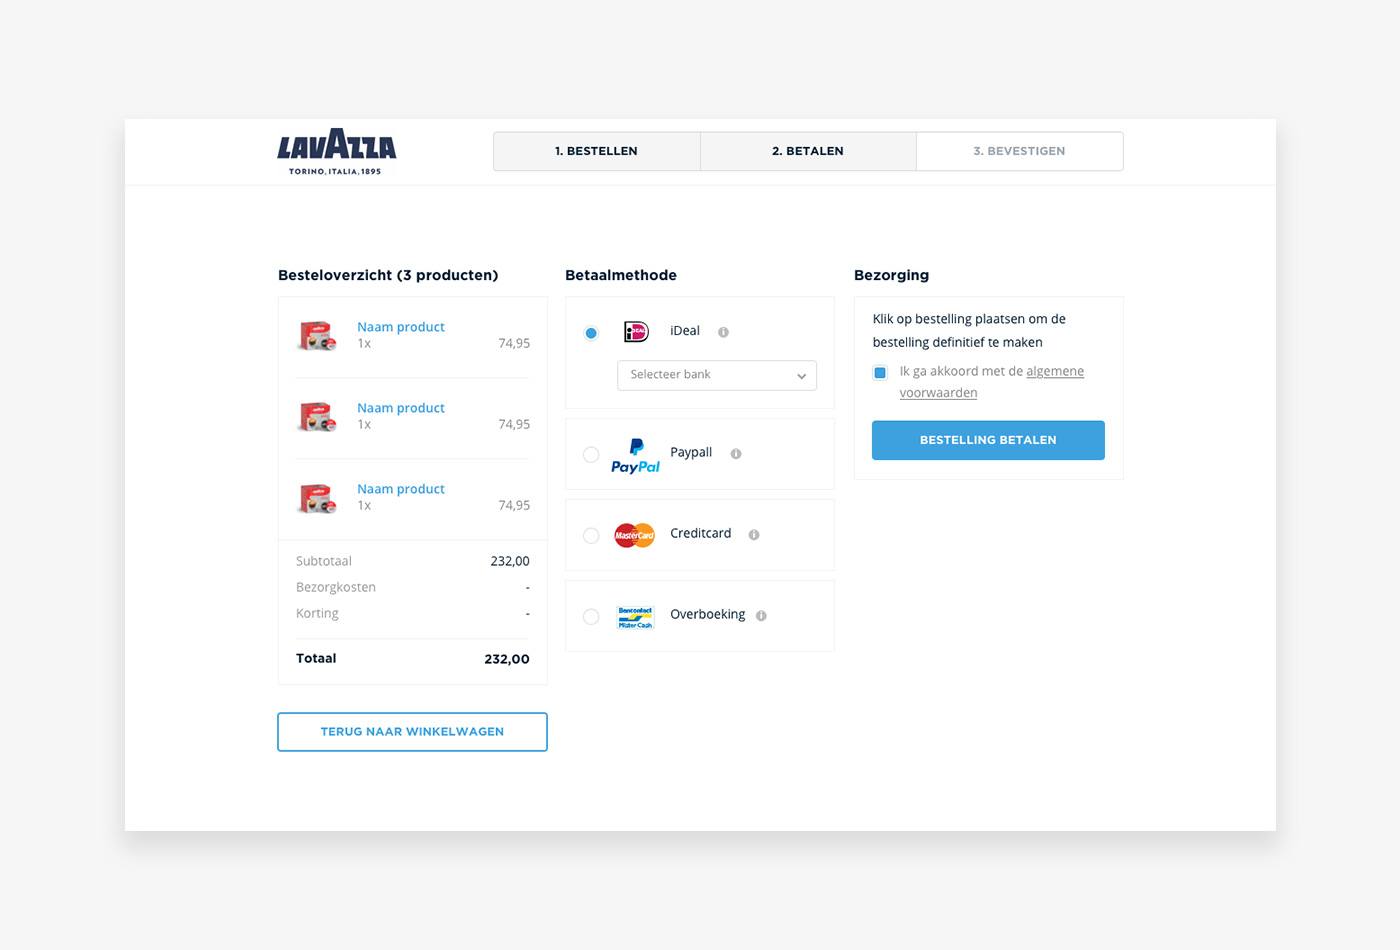 LAVAZZA
TORINO, ITALIA, 1895
1. BESTELLEN
2. BETALEN
3. BEVESTIGEN
Besteloverzicht (3 producten)
Naam product
1x 74,95
Naam product
1x 74,95
Naam product
1x 74,95
Subtotaal 232,00
Bezorgkosten -
Korting -
Totaal 232,00
TERUG NAAR WINKELWAGEN
Betaalmethode
iDEAL
iDeal
Selecteer bank
PayPal
Paypall
MasterCard
Creditcard
Bancontact
Mister Cash
Overboeking
Bezorging
Klik op bestelling plaatsen om de
bestelling definitief te maken
Ik ga akkoord met de algemene
voorwaarden
BESTELLING BETALEN